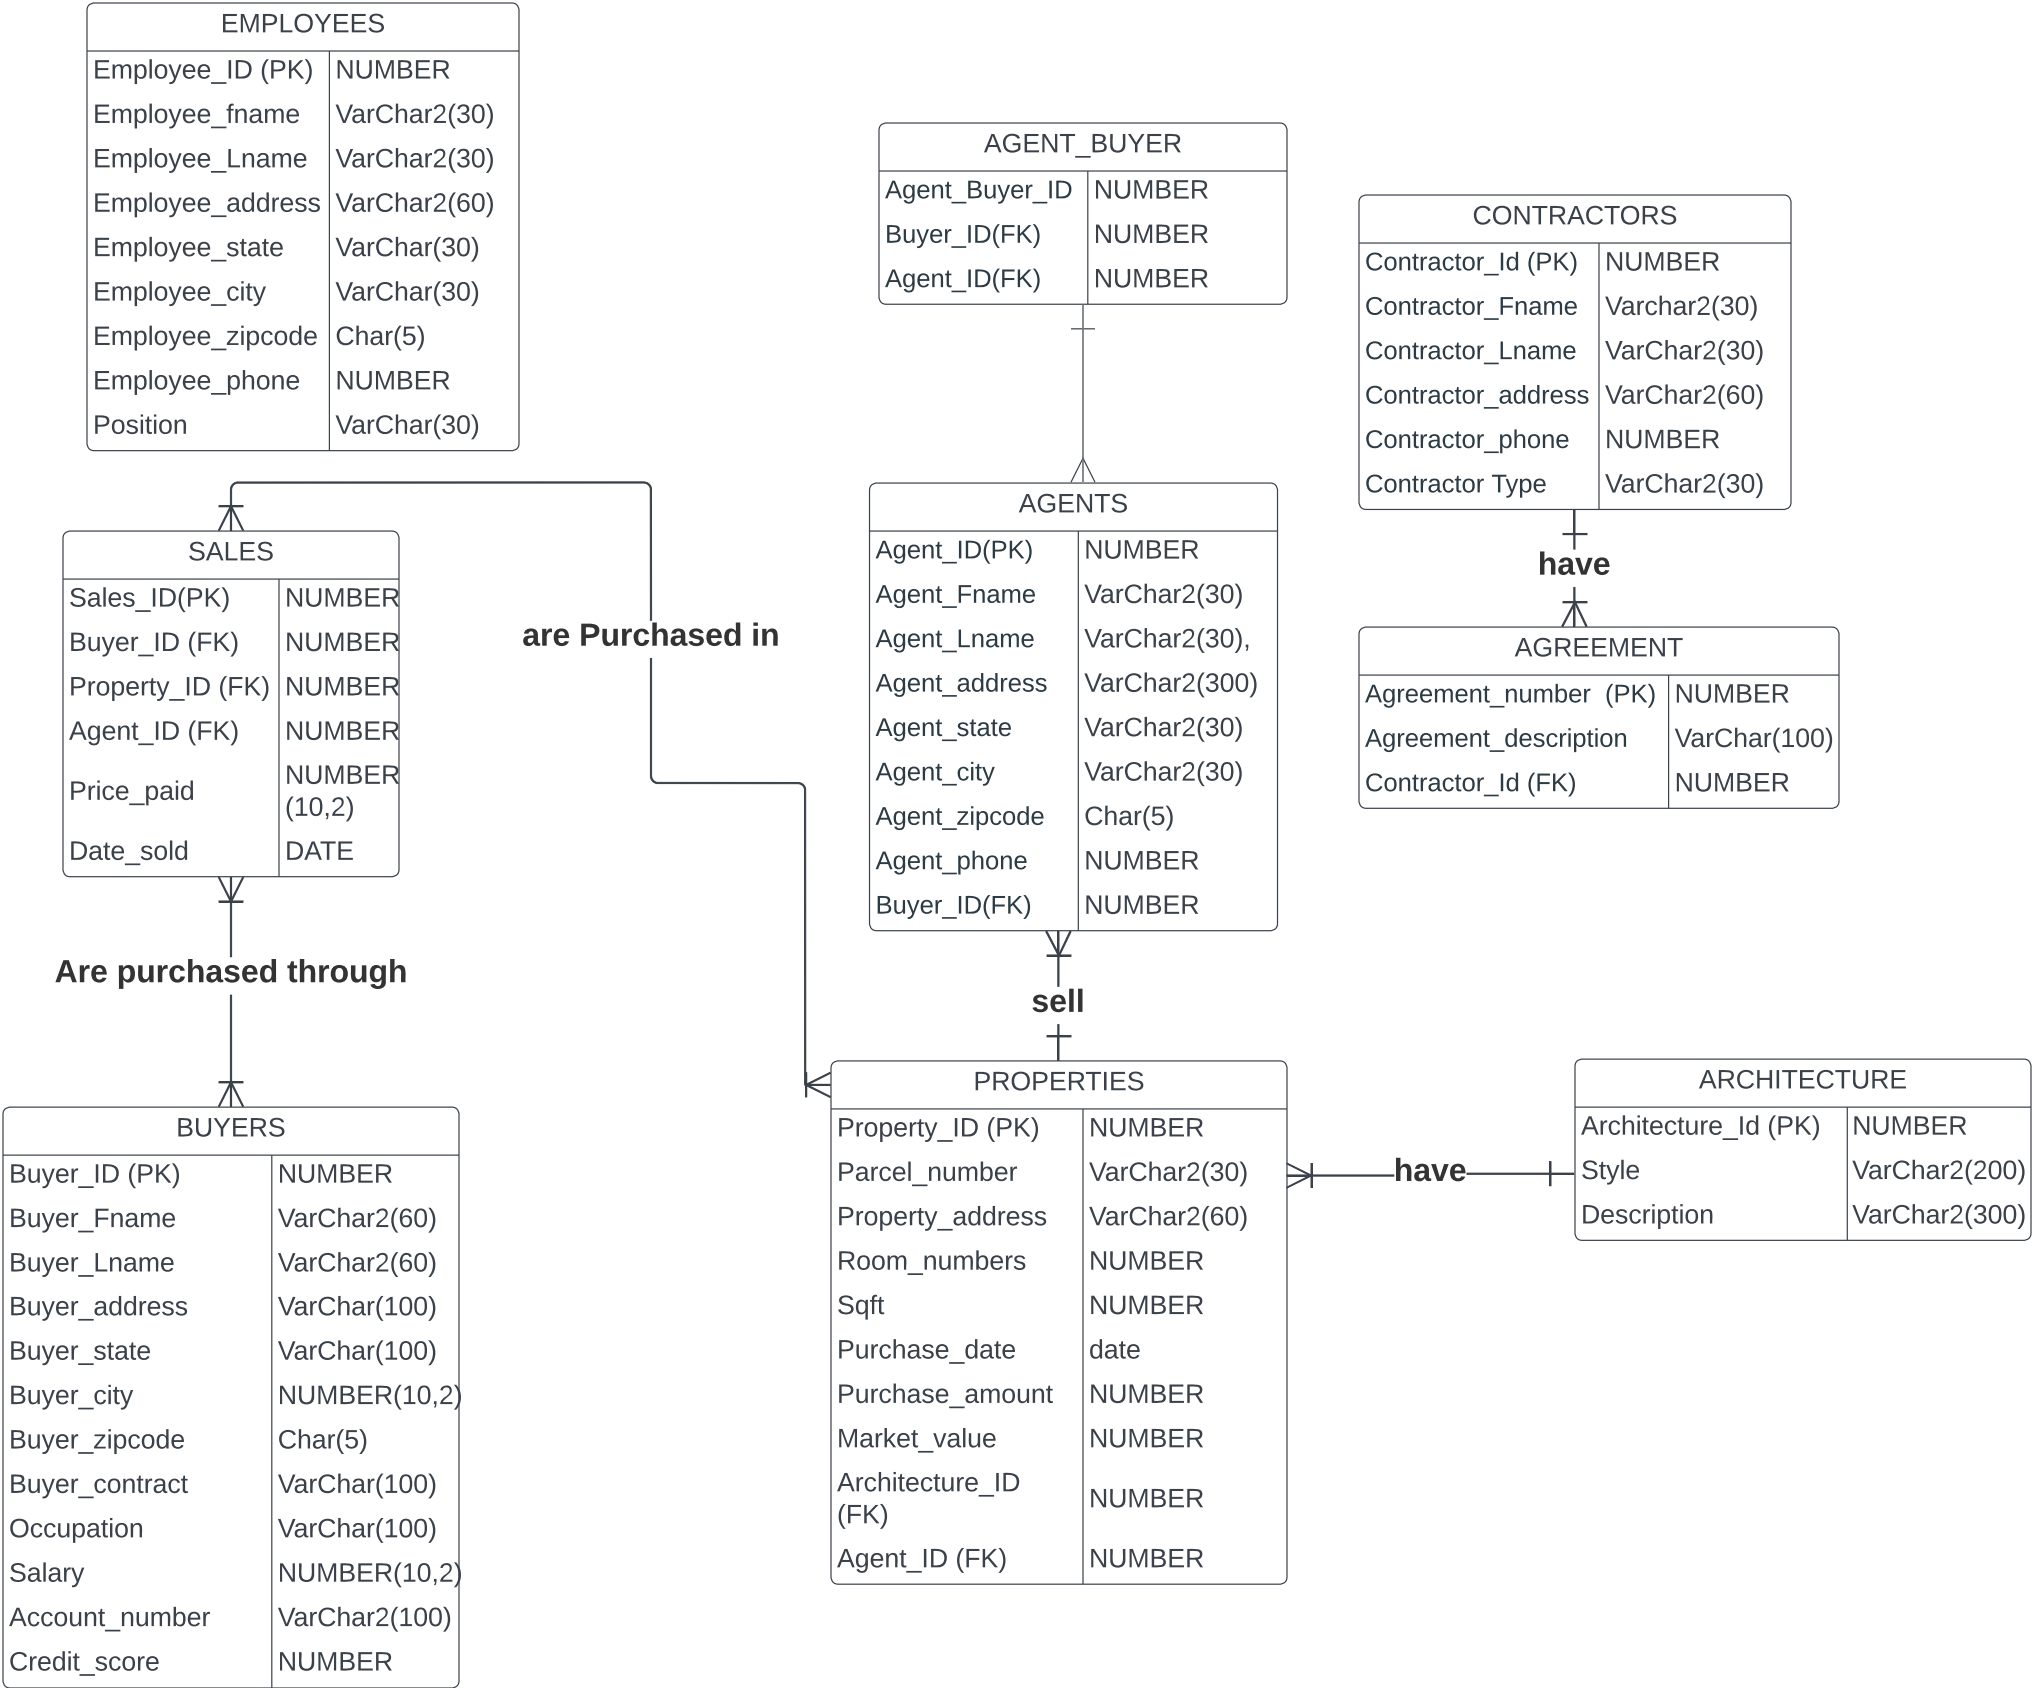 EMPLOYEES
Employee_ID (PK) NUMBER
Employee_fname VarChar2(30)
Employee_Lname VarChar2(30)
Employee_address VarChar2(60)
Employee_state VarChar(30)
Employee_city VarChar(30)
Employee_zipcode Char(5)
Employee_phone NUMBER
Position VarChar(30)
AGENT_BUYER
Agent_Buyer_ID NUMBER
Buyer_ID(FK) NUMBER
Agent_ID(FK) NUMBER
CONTRACTORS
Contractor_Id (PK) NUMBER
Contractor_Fname Varchar2(30)
Contractor_Lname VarChar2(30)
Contractor_address VarChar2(60)
Contractor_phone NUMBER
Contractor Type VarChar2(30)
have
AGREEMENT
Agreement_number (PK) NUMBER
Agreement_description VarChar(100)
Contractor_Id (FK) NUMBER
SALES
Sales_ID(PK) NUMBER
Buyer_ID (FK) NUMBER
Property_ID (FK) NUMBER
Agent_ID (FK) NUMBER
Price_paid NUMBER
(10,2)
Date_sold DATE
are Purchased in
AGENTS
Agent_ID(PK) NUMBER
Agent_Fname VarChar2(30)
Agent_Lname VarChar2(30),
Agent_address VarChar2(300)
Agent_state VarChar2(30)
Agent_city VarChar2(30)
Agent_zipcode Char(5)
Agent_phone NUMBER
Buyer_ID(FK) NUMBER
Are purchased through
sell
BUYERS
Buyer_ID (PK) NUMBER
Buyer_Fname VarChar2(60)
Buyer_Lname VarChar2(60)
Buyer_address VarChar(100)
Buyer_state VarChar(100)
Buyer_city NUMBER(10,2)
Buyer_zipcode Char(5)
Buyer_contract VarChar(100)
Occupation VarChar(100)
Salary NUMBER(10,2)
Account_number VarChar2(100)
Credit_score NUMBER
PROPERTIES
Property_ID (PK) NUMBER
Parcel_number VarChar2(30)
Property_address VarChar2(60)
Room_numbers NUMBER
Sqft NUMBER
Purchase_date date
Purchase_amount NUMBER
Market_value NUMBER
Architecture_ID
(FK) NUMBER
Agent_ID (FK) NUMBER
have
ARCHITECTURE
Architecture_Id (PK) NUMBER
Style VarChar2(200)
Description VarChar2(300)